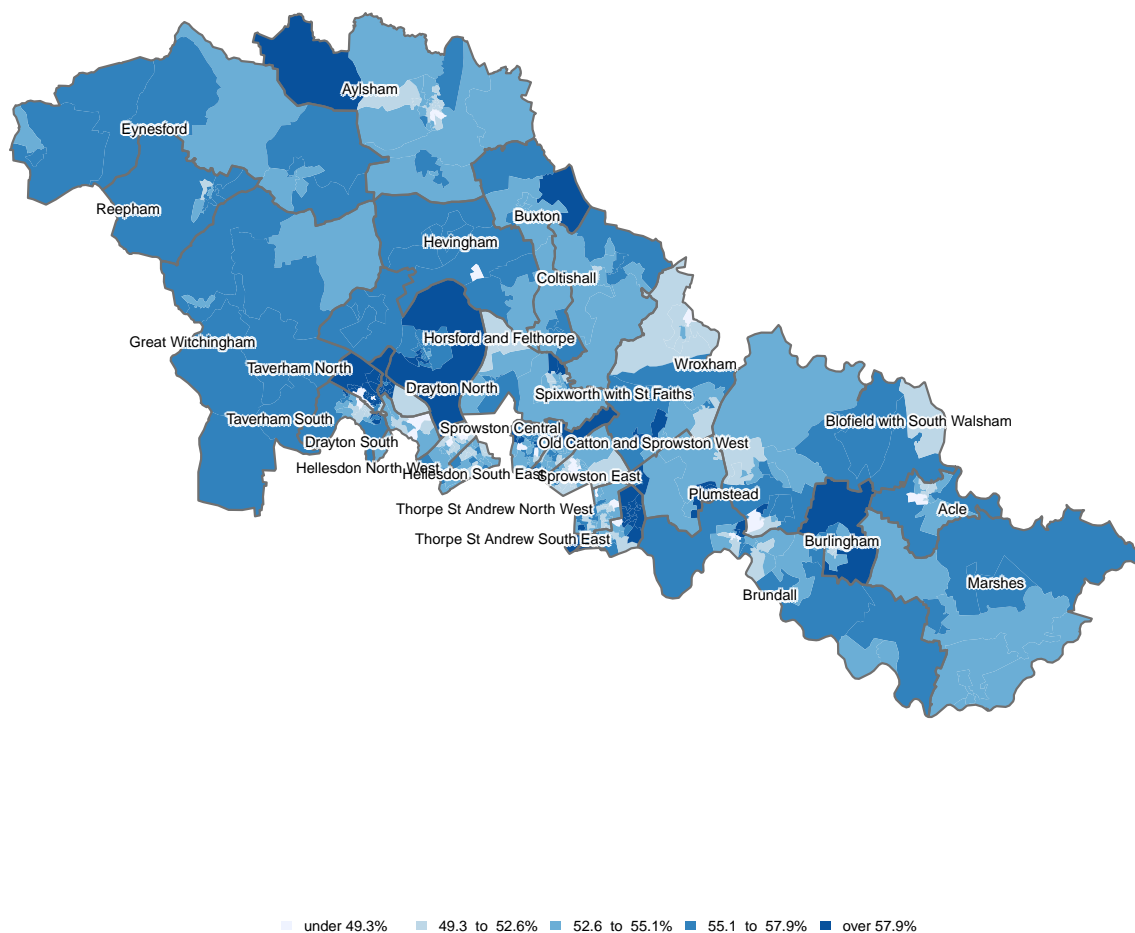 Aylsham
Eynesford
Reepham
Buxton
Hevingham
Coltishall
Horsford and Felthorpe
Great Witchingham
Wroxham
Taverham North
Drayton North
Spixworth with St Faiths
Taverham South
Blofield with South Walsham
Sprowston Central
Drayton South
Old Catton and Sprowston West
Hellesdon North West
Hellesdon South East
Sprowston East
Plumstead
Thorpe St Andrew North West
Acle
Thorpe St Andrew South East
Burlingham
Marshes
Brundall
under 49.3% 49.3 to 52.6% 52.6 to 55.1% 55.1 to 57.9% over 57.9%